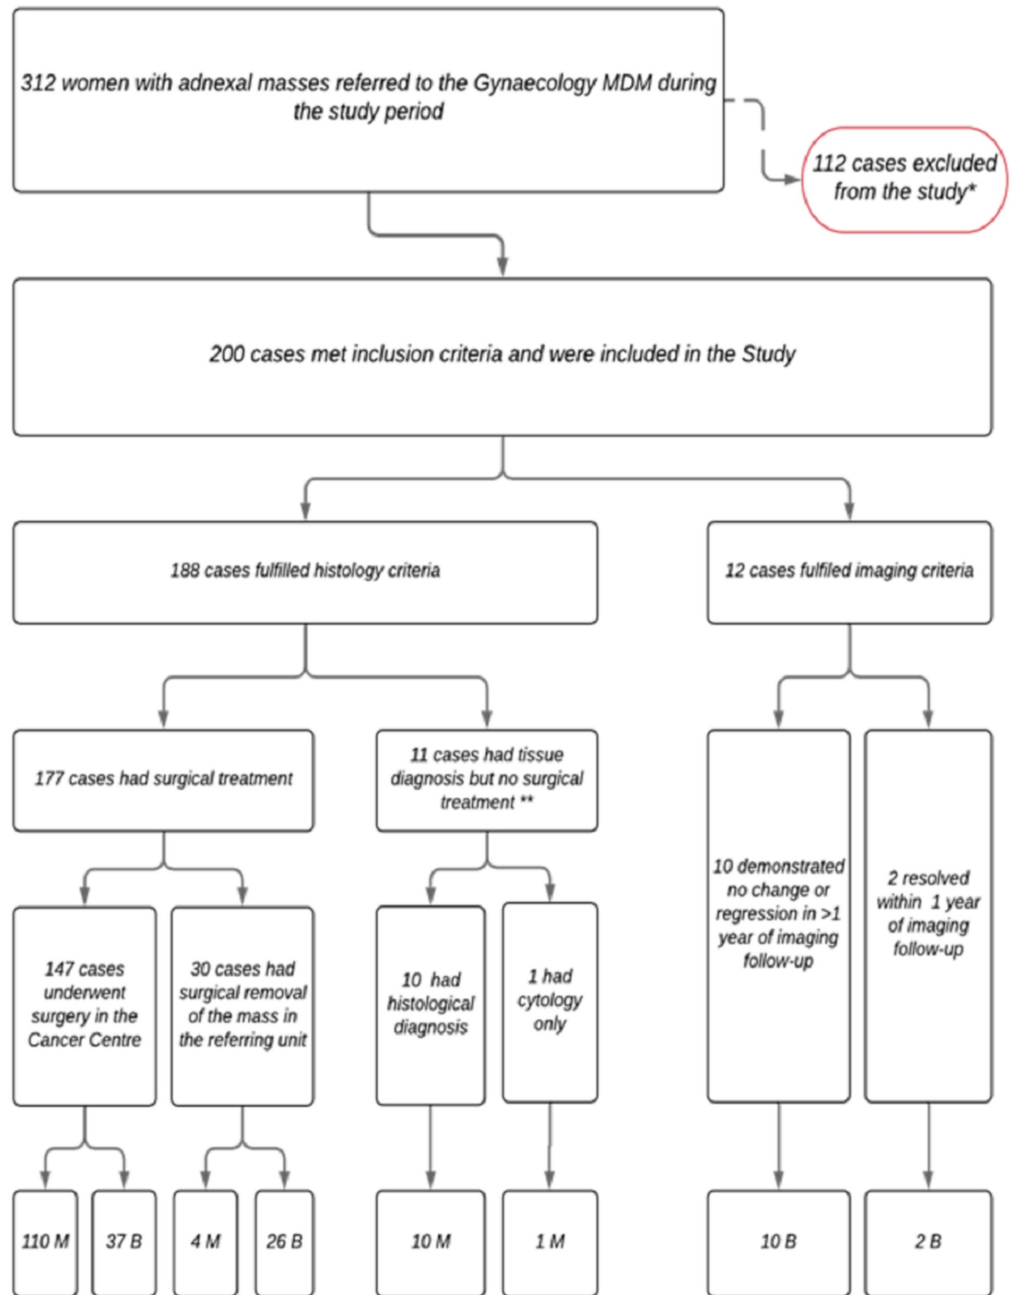 312 women with adnexal masses referred to the Gynaecology MDM during
the study period
112 cases excluded
from the study*
200 cases met inclusion criteria and were included in the Study
188 cases fulfilled histology criteria
12 cases fulfiled imaging criteria
177 cases had surgical treatment
11 cases had tissue
diagnosis but no surgical
treatment **
10 demonstrated
no change or
regression in >1
year of imaging
follow-up
2 resolved
within 1 year
of imaging
follow-up
147 cases
underwent
surgery in the
Cancer Centre
30 cases had
surgical removal
of the mass in
the referring unit
10 had
histological
diagnosis
1 had
cytology
only
110 M
37 B
4 M
26 B
10 M
1 M
10 B
2 B